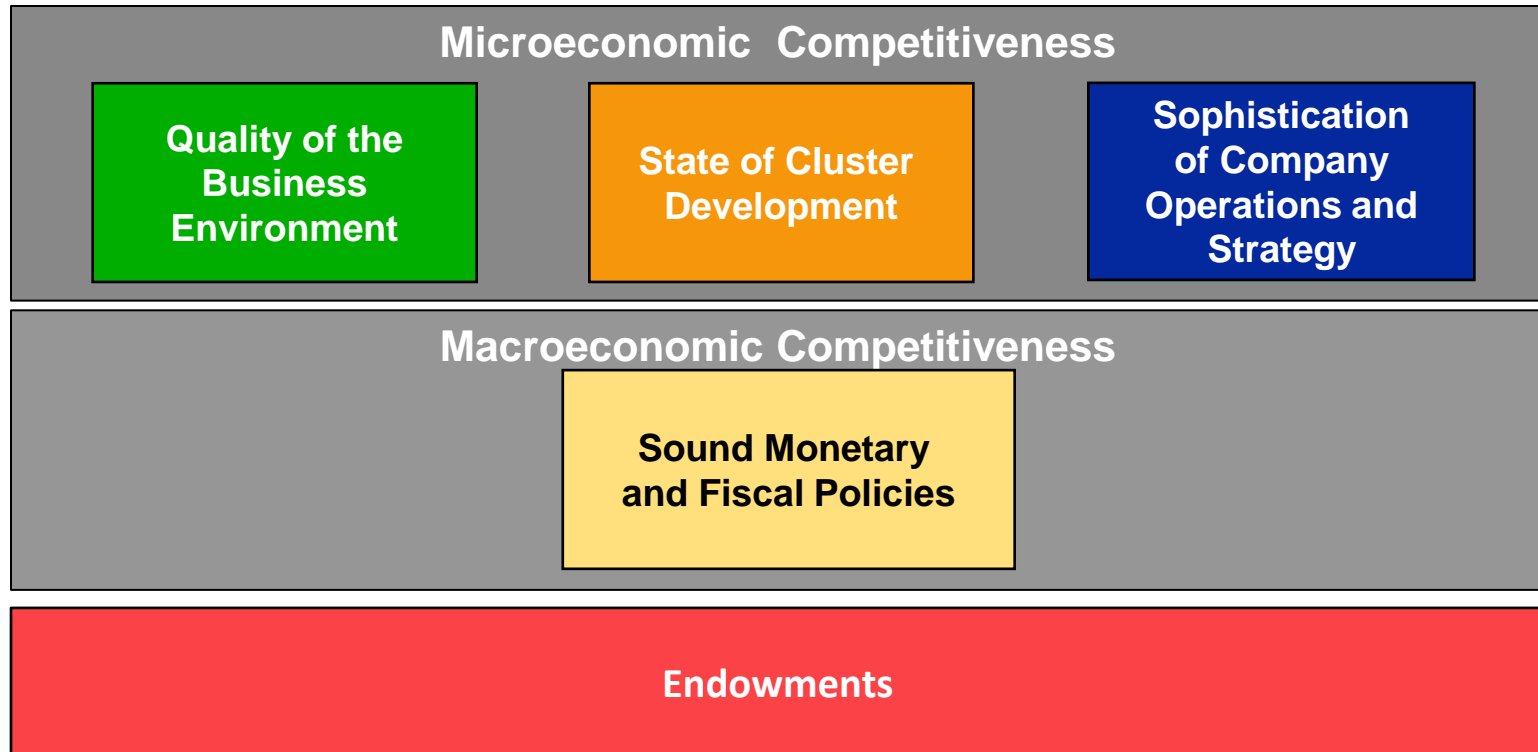 Microeconomic  Competitiveness
Quality of the
Business
Environment
State of Cluster
Development
Sophistication
of Company
Operations and
Strategy
Macroeconomic Competitiveness
Sound Monetary
and Fiscal Policies
Endowments